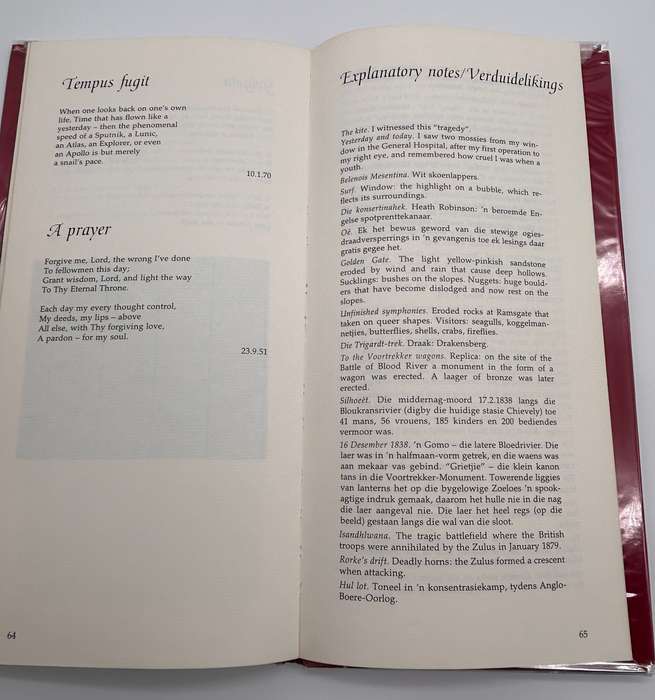 Tempus fugit
When one looks back on one's own
life, Time that has flown like a
yesterday – then the phenomenal
speed of a Sputnik, a Lunic,
an Atlas, an Explorer, or even
an Apollo is but merely
a snail's pace.
10.1.70
A prayer
Forgive me, Lord, the wrong I've done
To fellowmen this day;
Grant wisdom, Lord, and light the way
To Thy Eternal Throne.
Each day my every thought control,
My deeds, my lips – above
All else, with Thy forgiving love,
A pardon – for my soul.
23.9.51
64
Explanatory notes/Verduidelikings
The kite. I witnessed this “tragedy”.
Yesterday and today. I saw two mossies from my win-
dow in the General Hospital, after my first operation to
my right eye, and remembered how cruel I was when a
youth.
Belenois Mesentina. Wit skoenlappers.
Surf. Window: the highlight on a bubble, which re-
flects its surroundings.
Die konsertinahek. Heath Robinson: 'n beroemde En-
gelse spotprenttekanaar.
Oë. Ek het bewus geword van die stewige ogies-
draadversperrings in 'n gevangenis toe ek lesings daar
gratis gegee het.
Golden Gate. The light yellow-pinkish sandstone
eroded by wind and rain that cause deep hollows.
Sucklings: bushes on the slopes. Nuggets: huge bould-
ers that have become dislodged and now rest on the
slopes.
Unfinished symphonies. Eroded rocks at Ramsgate that
taken on queer shapes. Visitors: seagulls, koggelman-
netjies, butterflies, shells, crabs, fireflies.
Die Trigardt-trek. Draak: Drakensberg.
To the Voortrekker wagons. Replica: on the site of the
Battle of Blood River a monument in the form of a
wagon was erected. A laager of bronze was later
erected.
Silhoëët. Die middernag-moord 17.2.1838 langs die
Bloukransrivier (digby die huidige stasie Chievely) toe
41 mans, 56 vrouens, 185 kinders en 200 bediendes
vermoor was.
16 Desember 1838. 'n Gomo – die latere Bloedrivier. Die
laer was in 'n halfmaan-vorm getrek, en die waens was
aan mekaar vas gebind. “Grietjie” – die klein kanon
tans in die Voortrekker-Monument. Towerende liggies
van lanterns het op die bygelowige Zoeloes 'n spook-
agtige indruk gemaak, daarom het hulle nie in die nag
die laer aangeval nie. Die laer het heel regs (op die
beeld) gestaan langs die wal van die sloot.
Isandhlwana. The tragic battlefield where the British
troops were annihilated by the Zulus in January 1879.
Rorke's drift. Deadly horns: the Zulus formed a crescent
when attacking.
Hul lot. Toneel in 'n konsentrasiekamp, tydens Anglo-
Boere-Oorlog.
65